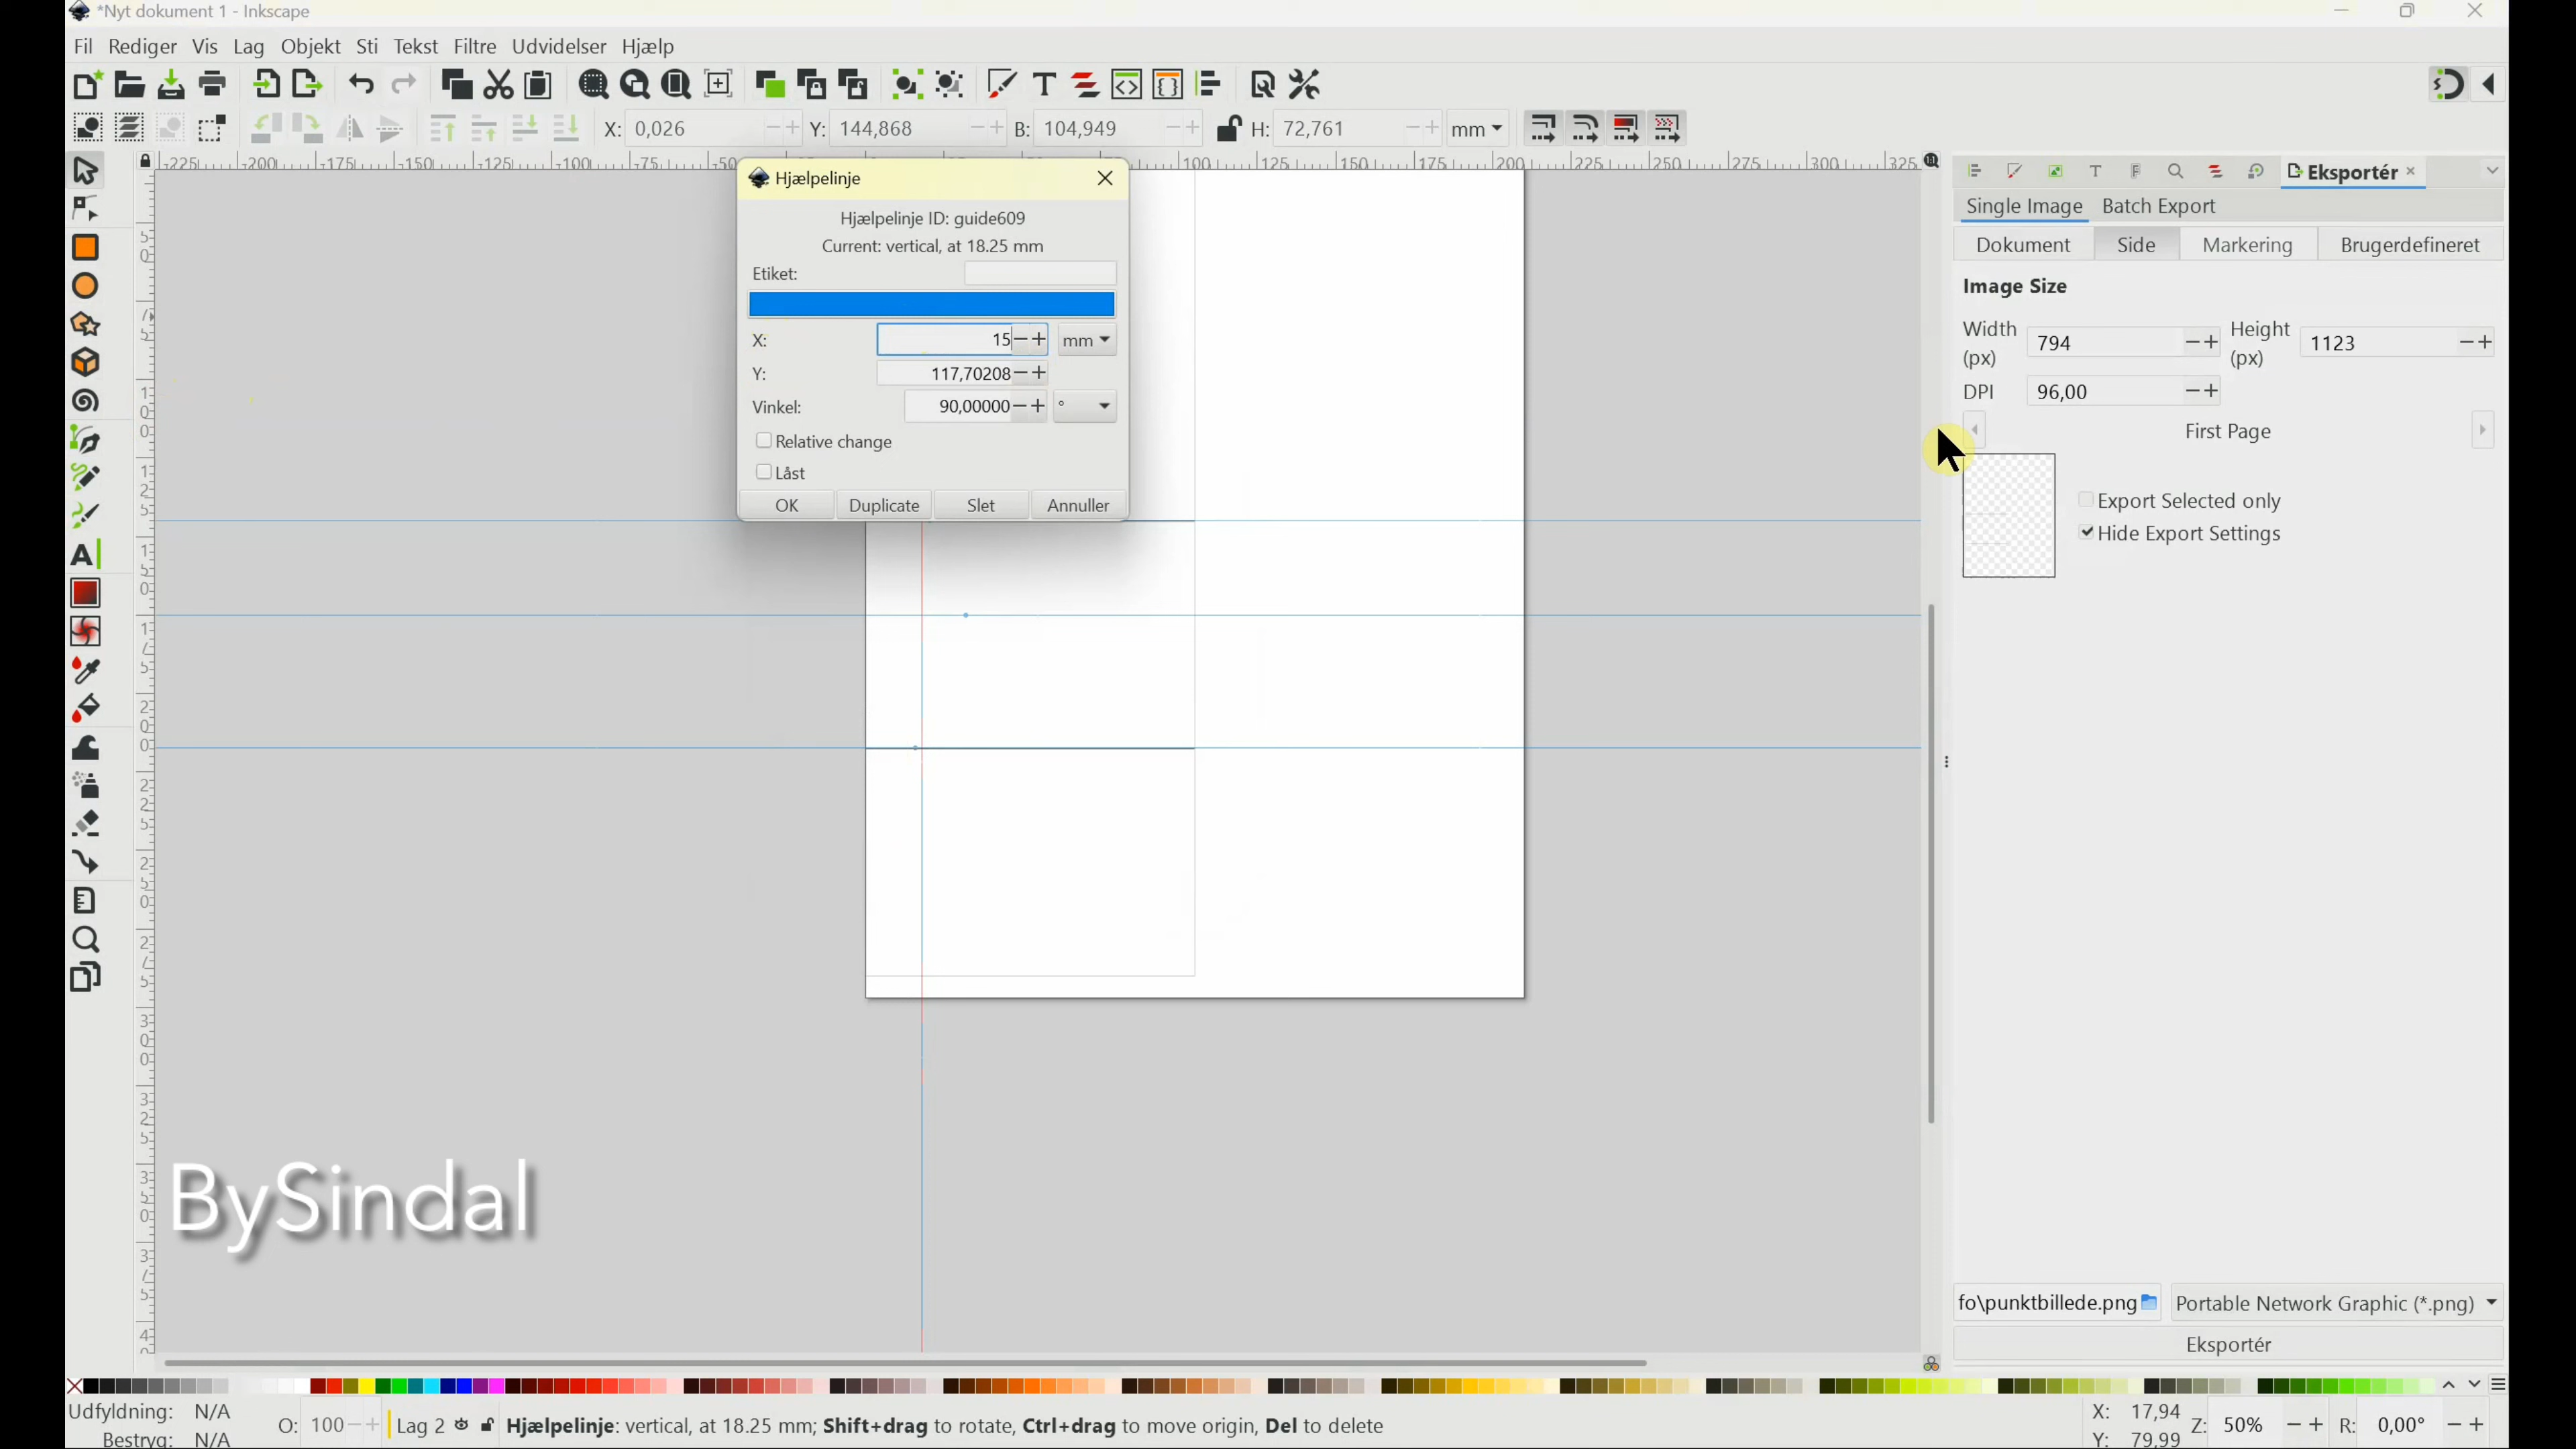 *Nyt dokument 1 - Inkscape
Fil Rediger Vis Lag Objekt Sti Tekst Filtre Udvidelser Hjælp
X: 0,026 Y: 144,868 B: 104,949 H: 72,761 mm
Hjælpelinje
Hjælpelinje ID: guide609
Current: vertical, at 18.25 mm
Etiket:
X: 15 mm
Y: 117,70208
Vinkel: 90,00000 °
Relative change
Låst
OK Duplicate Slet Annuller
Eksportér
Single Image Batch Export
Dokument Side Markering Brugerdefineret
Image Size
Width (px) 794 Height (px) 1123
DPI 96,00
First Page
Export Selected only
Hide Export Settings
BySindal
fo\punktbillede.png Portable Network Graphic (*.png)
Eksportér
Udfyldning: N/A
Bestryg: N/A
O: 100 Lag 2 Hjælpelinje: vertical, at 18.25 mm; Shift+drag to rotate, Ctrl+drag to move origin, Del to delete
X: 17,94
Y: 79,99
Z: 50% R: 0,00°